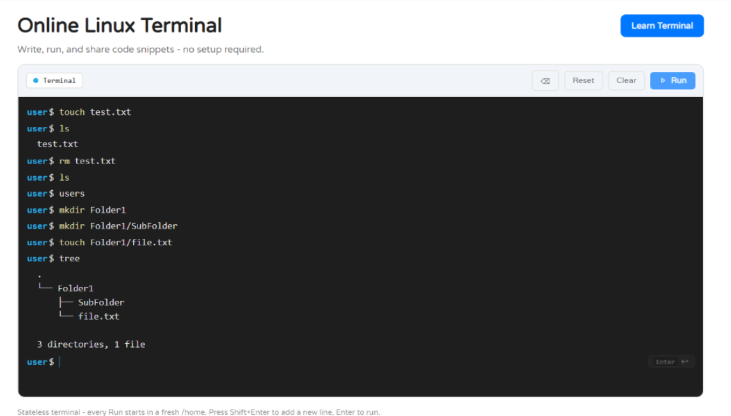 Online Linux Terminal
Learn Terminal
Write, run, and share code snippets - no setup required.
Terminal
Reset
Clear
Run
user$ touch test.txt
user$ ls
test.txt
user$ rm test.txt
user$ ls
user$ users
user$ mkdir Folder1
user$ mkdir Folder1/SubFolder
user$ touch Folder1/file.txt
user$ tree
.
└── Folder1
    ├── SubFolder
    └── file.txt
3 directories, 1 file
user$
Enter ↵
Stateless terminal - every Run starts in a fresh /home. Press Shift+Enter to add a new line, Enter to run.